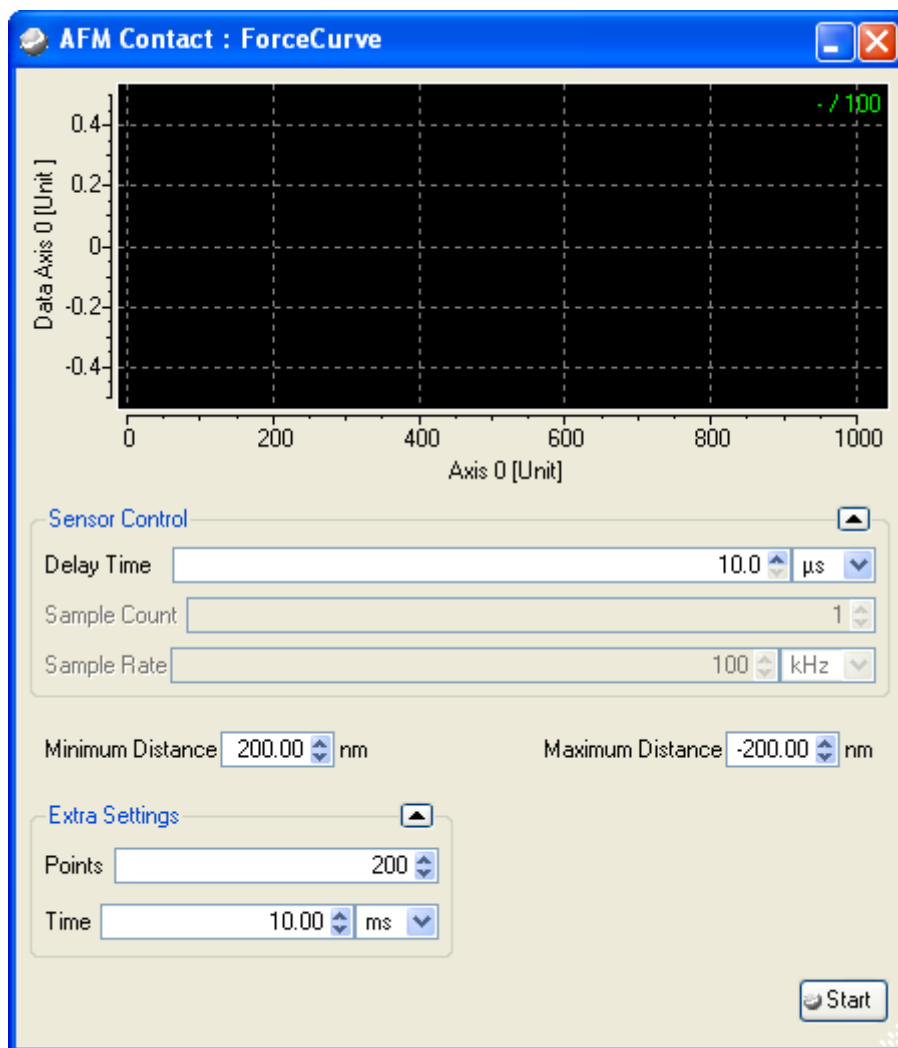 AFM Contact : ForceCurve
- / 100
Data Axis 0 [Unit ]
0.4
0.2
0
-0.2
-0.4
0 200 400 600 800 1000
Axis 0 [Unit]
Sensor Control
Delay Time 10.0 µs
Sample Count 1
Sample Rate 100 kHz
Minimum Distance 200.00 nm Maximum Distance -200.00 nm
Extra Settings
Points 200
Time 10.00 ms
Start